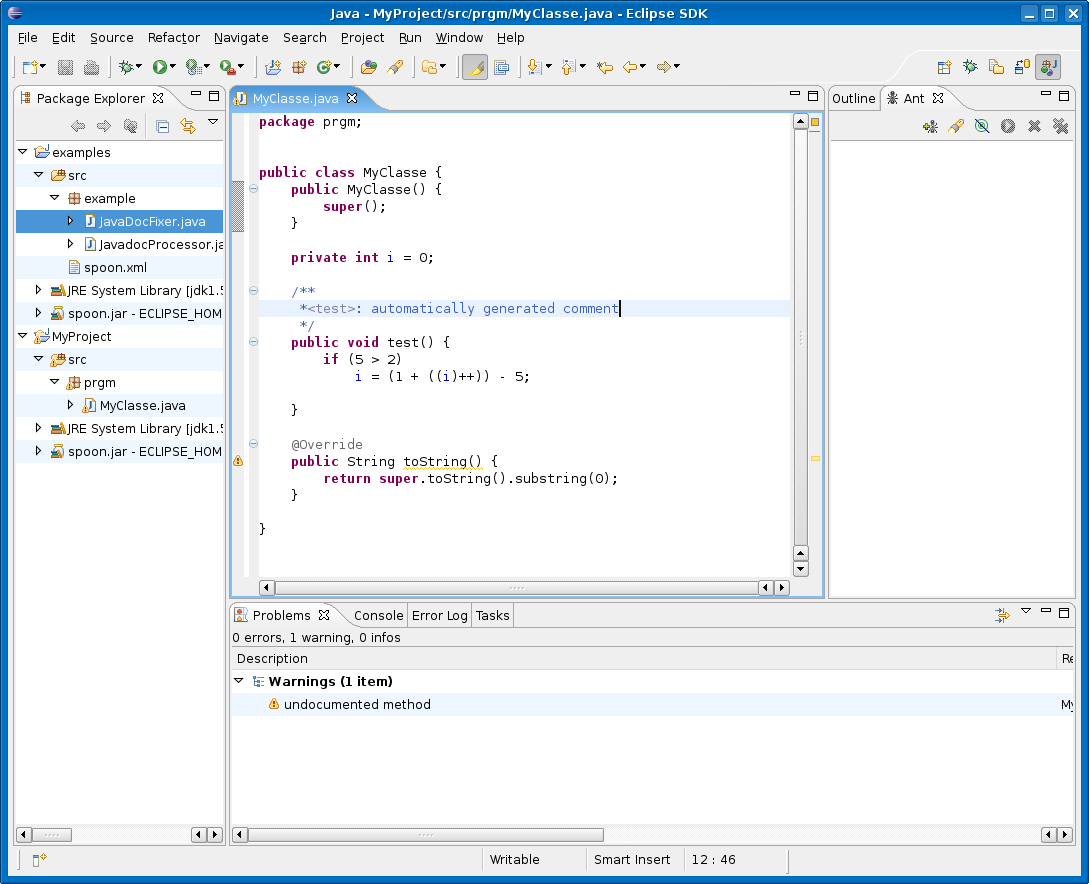 Java - MyProject/src/prgm/MyClasse.java - Eclipse SDK
File Edit Source Refactor Navigate Search Project Run Window Help
Package Explorer
examples
src
example
JavaDocFixer.java
JavadocProcessor.ja
spoon.xml
JRE System Library [jdk1.5
spoon.jar - ECLIPSE_HOM
MyProject
src
prgm
MyClasse.java
JRE System Library [jdk1.5
spoon.jar - ECLIPSE_HOM
MyClasse.java
package prgm;
public class MyClasse {
public MyClasse() {
super();
}
private int i = 0;
/**
*<test>: automatically generated comment
*/
public void test() {
if (5 > 2)
i = (1 + ((i)++)) - 5;
}
@Override
public String toString() {
return super.toString().substring(0);
}
}
Outline Ant
Problems Console Error Log Tasks
0 errors, 1 warning, 0 infos
Description Re
Warnings (1 item)
undocumented method My
Writable Smart Insert 12 : 46